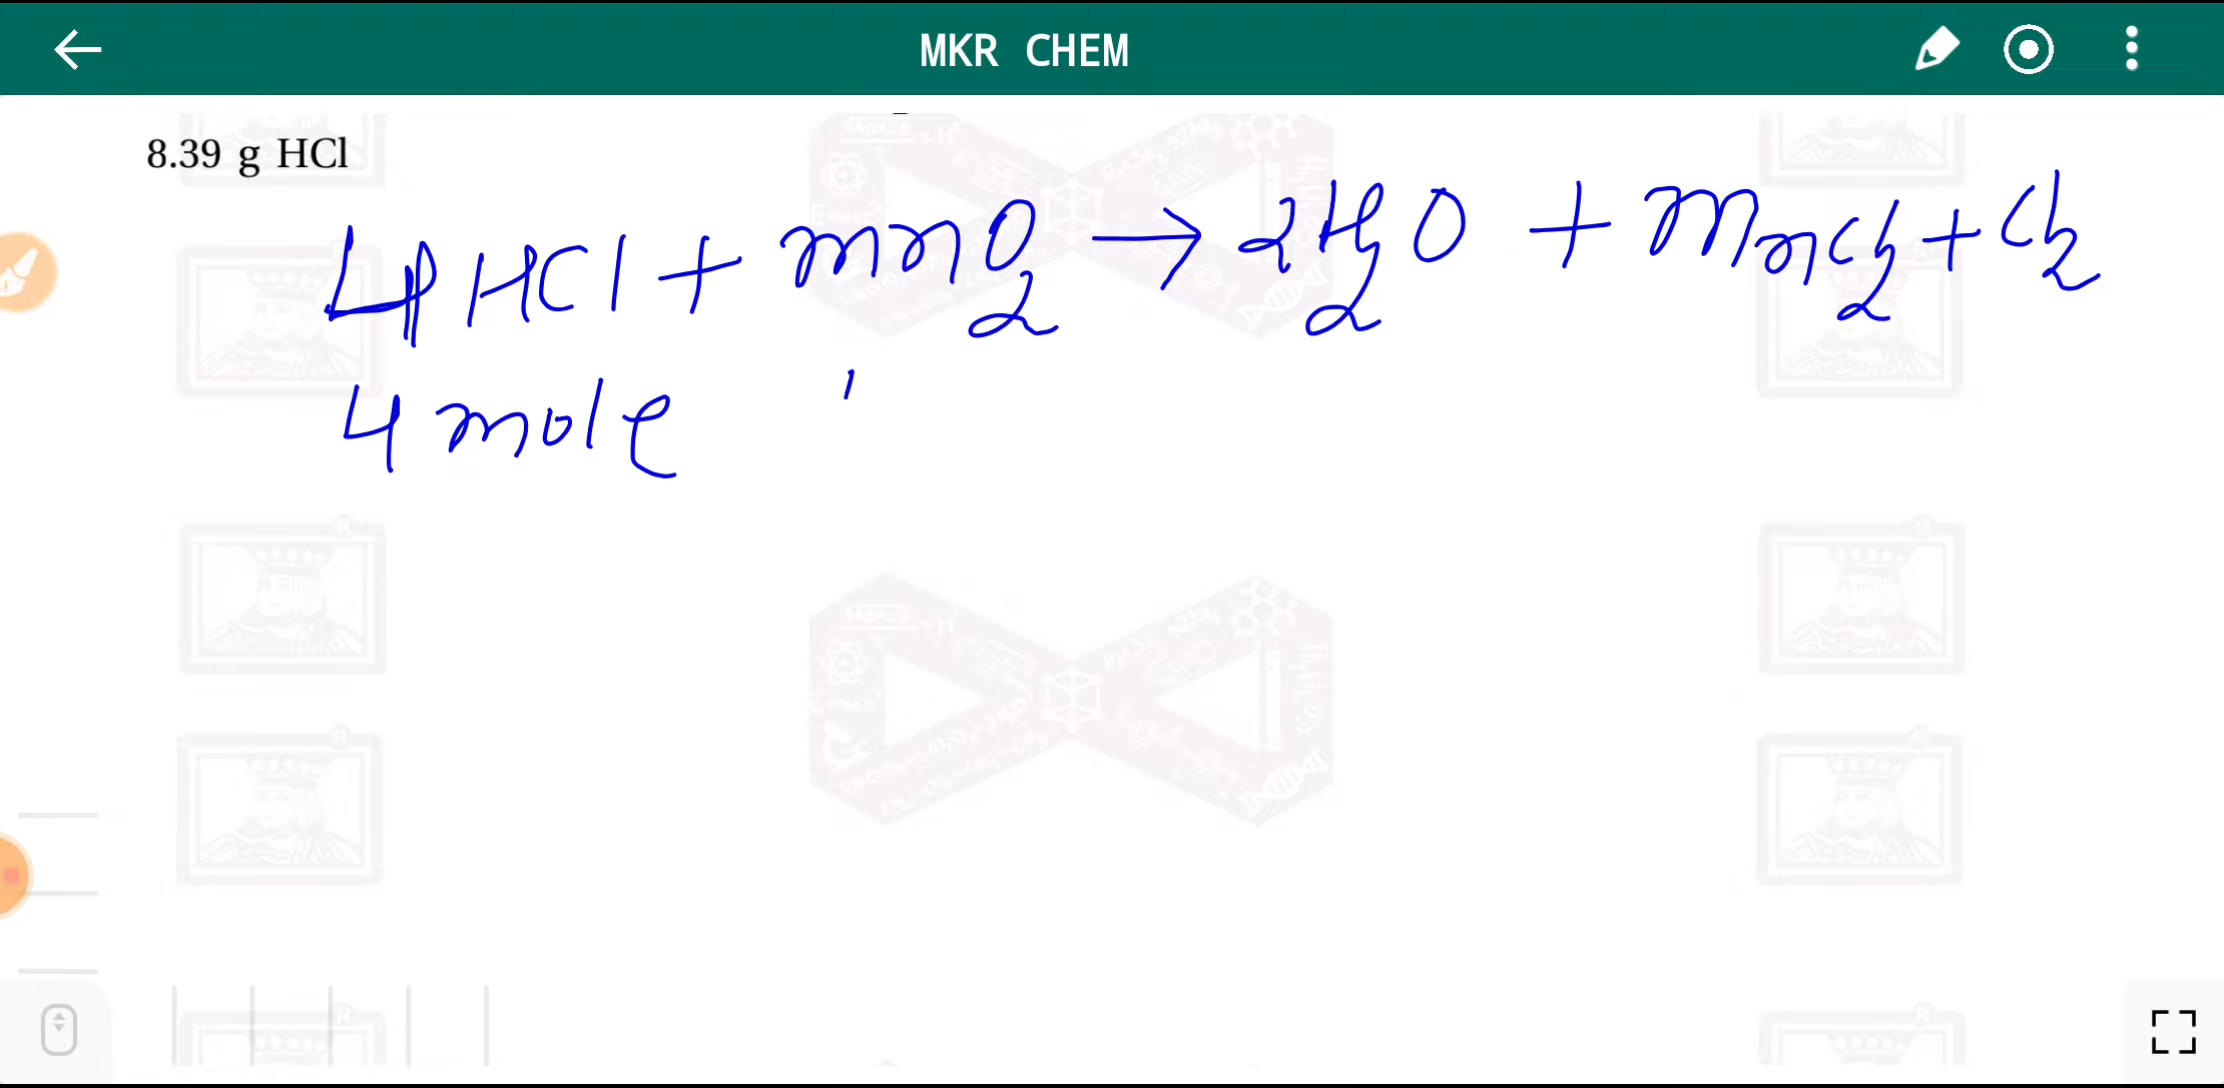 MKR CHEM
8.39 g HCl
4HCl + MnO2 → 2H2O + MnCl2 + Cl2
4 mole